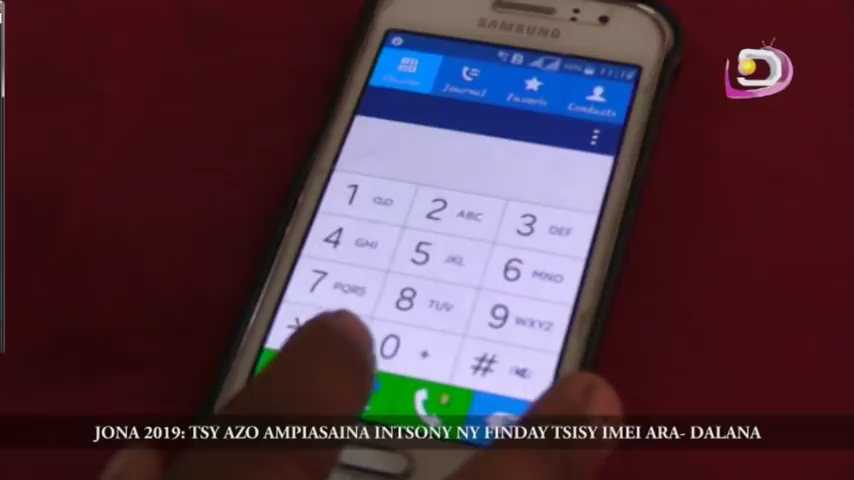 SAMSUNG
Journal
Favoris
Contacts
1
2 ABC
3 DEF
4 GHI
5 JKL
6 MNO
7 PQRS
8 TUV
9 WXYZ
0 +
#
D
JONA 2019: TSY AZO AMPIASAINA INTSONY NY FINDAY TSISY IMEI ARA- DALANA